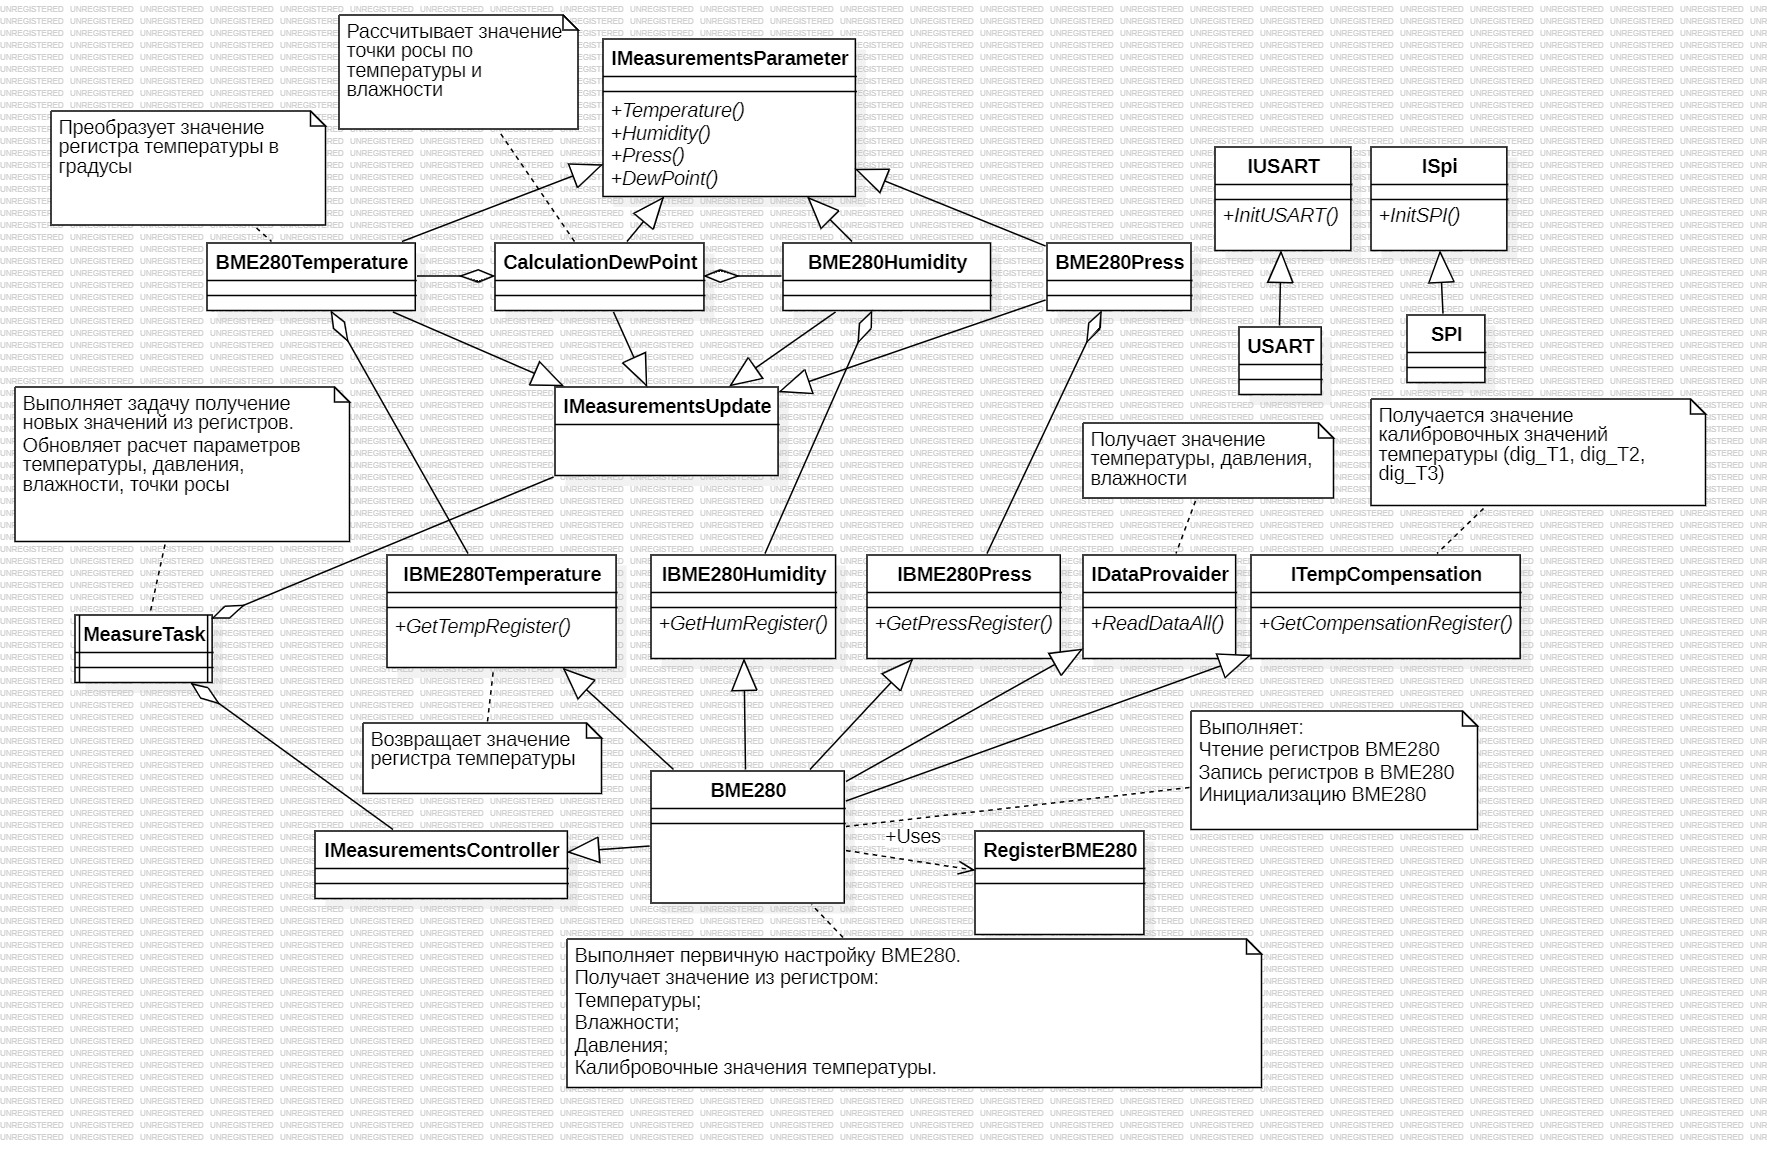 Рассчитывает значение
точки росы по
температуры и
влажности
IMeasurementsParameter
+Temperature()
+Humidity()
+Press()
+DewPoint()
Преобразует значение
регистра температуры в
градусы
IUSART
+InitUSART()
ISpi
+InitSPI()
BME280Temperature
CalculationDewPoint
BME280Humidity
BME280Press
USART
SPI
Выполняет задачу получение
новых значений из регистров.
Обновляет расчет параметров
температуры, давления,
влажности, точки росы
IMeasurementsUpdate
Получает значение
температуры, давления,
влажности
Получается значение
калибровочных значений
температуры (dig_T1, dig_T2,
dig_T3)
MeasureTask
IBME280Temperature
+GetTempRegister()
IBME280Humidity
+GetHumRegister()
IBME280Press
+GetPressRegister()
IDataProvaider
+ReadDataAll()
ITempCompensation
+GetCompensationRegister()
Возвращает значение
регистра температуры
BME280
Выполняет:
Чтение регистров BME280
Запись регистров в BME280
Инициализацию BME280
IMeasurementsController
+Uses
RegisterBME280
Выполняет первичную настройку BME280.
Получает значение из регистром:
Температуры;
Влажности;
Давления;
Калибровочные значения температуры.
UNREGISTERED